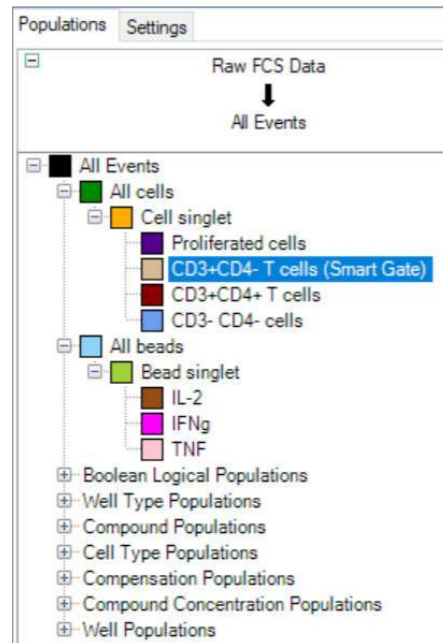 Populations Settings
Raw FCS Data
All Events
All Events
All cells
Cell singlet
Proliferated cells
CD3+CD4- T cells (Smart Gate)
CD3+CD4+ T cells
CD3- CD4- cells
All beads
Bead singlet
IL-2
IFNg
TNF
Boolean Logical Populations
Well Type Populations
Compound Populations
Cell Type Populations
Compensation Populations
Compound Concentration Populations
Well Populations